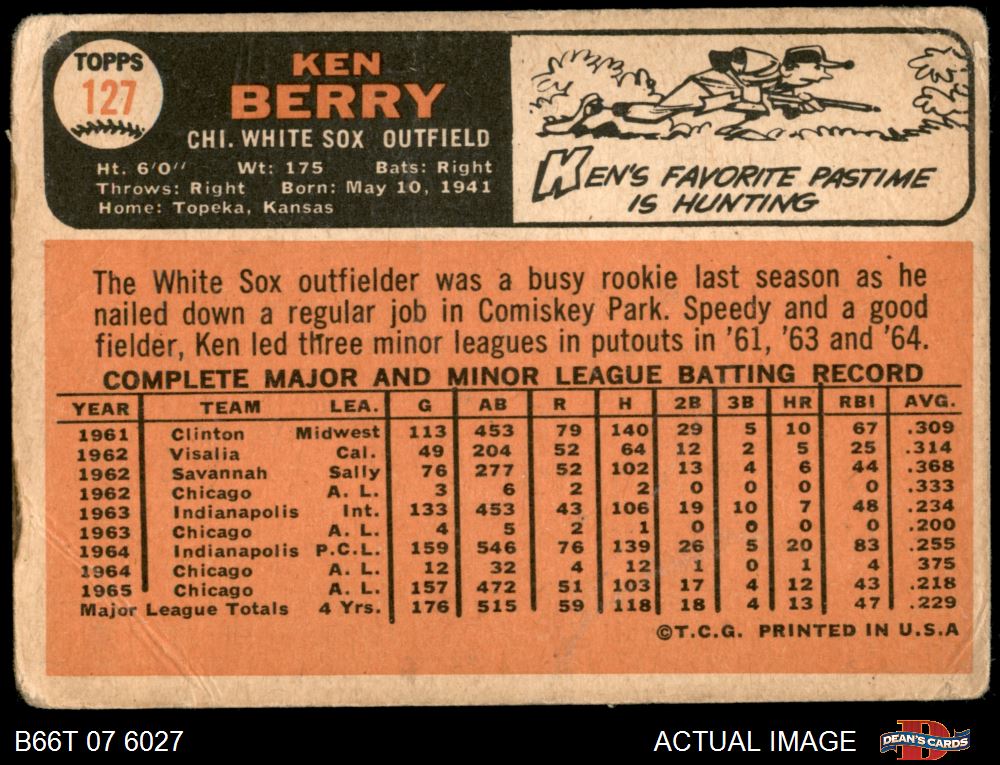 TOPPS
127
KEN
BERRY
CHI. WHITE SOX OUTFIELD
Ht. 6'0" Wt: 175 Bats: Right
Throws: Right Born: May 10, 1941
Home: Topeka, Kansas
KEN'S FAVORITE PASTIME
IS HUNTING
The White Sox outfielder was a busy rookie last season as he
nailed down a regular job in Comiskey Park. Speedy and a good
fielder, Ken led three minor leagues in putouts in '61, '63 and '64.
COMPLETE MAJOR AND MINOR LEAGUE BATTING RECORD
YEAR TEAM LEA. G AB R H 2B 3B HR RBI AVG.
1961 Clinton Midwest 113 453 79 140 29 5 10 67 .309
1962 Visalia Cal. 49 204 52 64 12 2 5 25 .314
1962 Savannah Sally 76 277 52 102 13 4 6 44 .368
1962 Chicago A. L. 3 6 2 2 0 0 0 0 .333
1963 Indianapolis Int. 133 453 43 106 19 10 7 48 .234
1963 Chicago A. L. 4 5 2 1 0 0 0 0 .200
1964 Indianapolis P.C.L. 159 546 76 139 26 5 20 83 .255
1964 Chicago A. L. 12 32 4 12 1 0 1 4 375
1965 Chicago A. L. 157 472 51 103 17 4 12 43 .218
Major League Totals 4 Yrs. 176 515 59 118 18 4 13 47 .229
©T.C.G. PRINTED IN U.S.A
B66T 07 6027
ACTUAL IMAGE
DEAN'S CARDS